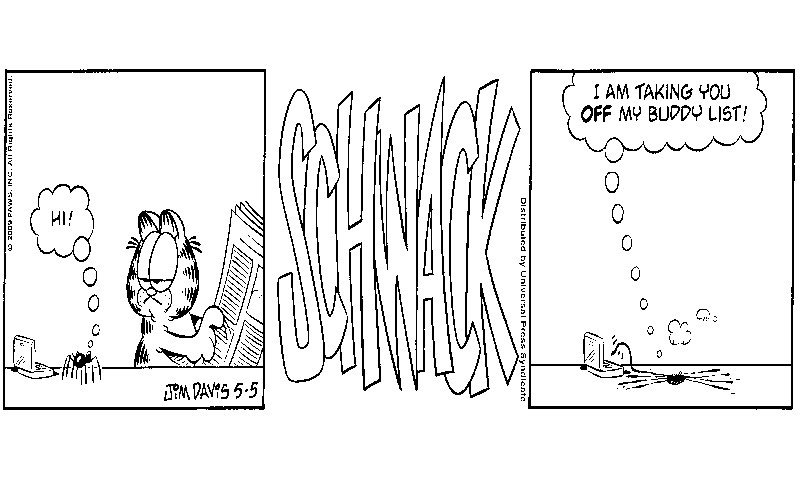 © 2009 PAWS, INC. All Rights Reserved.
HI!
JIM DAVIS 5-5
SCHWACK
Distributed by Universal Press Syndicate
I AM TAKING YOU
OFF MY BUDDY LIST!